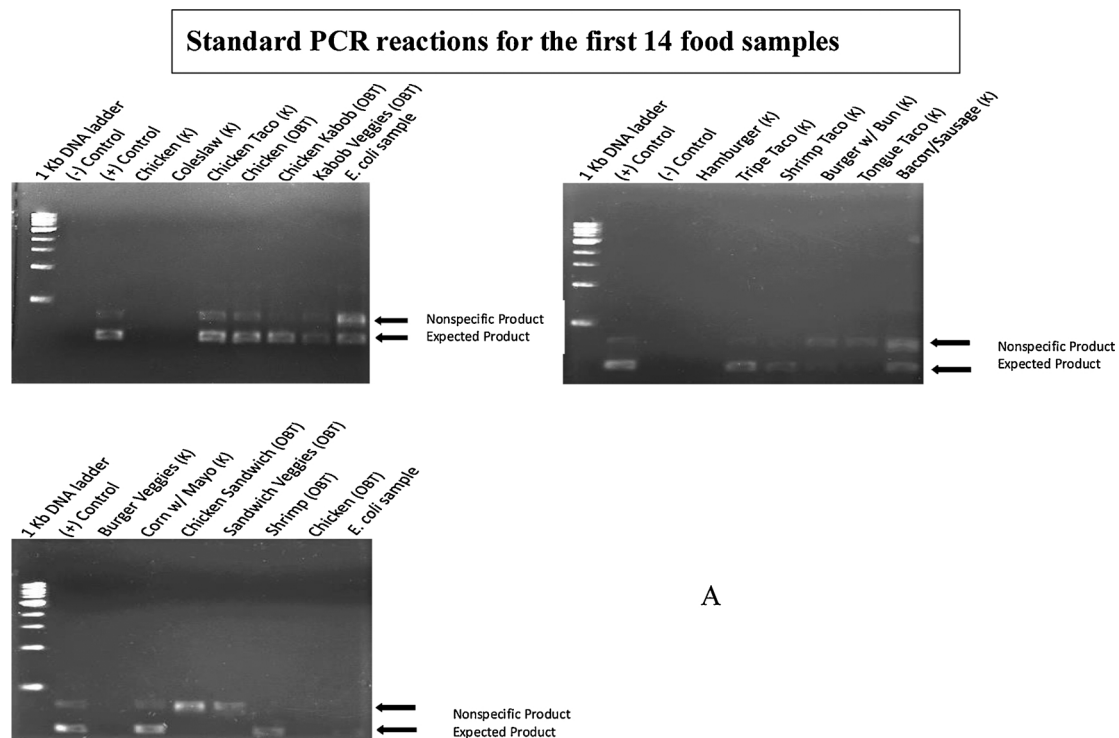 Standard PCR reactions for the first 14 food samples
1 Kb DNA ladder
(-) Control
(+) Control
Chicken (K)
Coleslaw (K)
Chicken Taco (K)
Chicken (OBT)
Chicken Kabob (OBT)
Kabob Veggies (OBT)
E. coli sample
Nonspecific Product
Expected Product
1 Kb DNA ladder
(+) Control
(-) Control
Hamburger (K)
Tripe Taco (K)
Shrimp Taco (K)
Burger w/ Bun (K)
Tongue Taco (K)
Bacon/Sausage (K)
Nonspecific Product
Expected Product
1 Kb DNA ladder
(+) Control
Burger Veggies (K)
Corn w/ Mayo (K)
Chicken Sandwich (OBT)
Sandwich Veggies (OBT)
Shrimp (OBT)
Chicken (OBT)
E. coli sample
Nonspecific Product
Expected Product
A